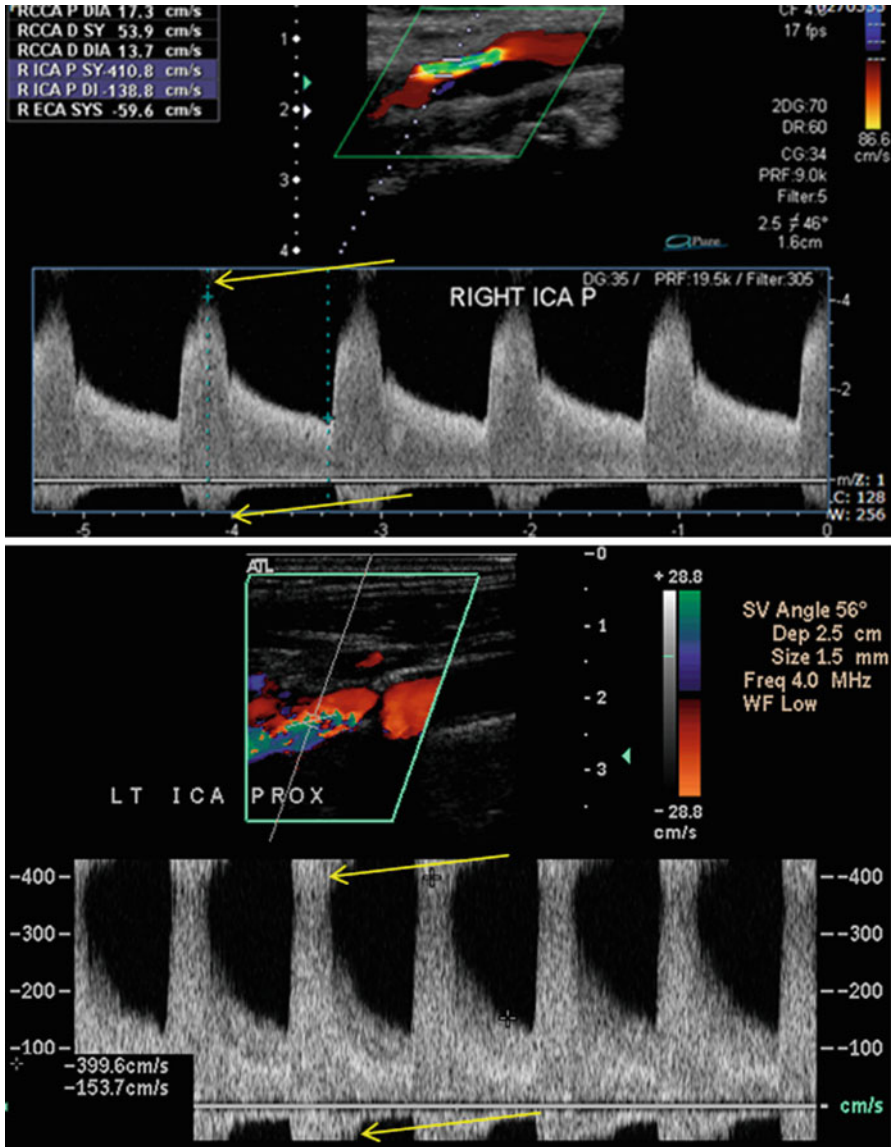 RCCA P DIA 17.3 cm/s
RCCA D SY 53.9 cm/s
RCCA D DIA 13.7 cm/s
R ICA P SY -410.8 cm/s
R ICA P DI -138.8 cm/s
R ECA SYS -59.6 cm/s
1
2
3
4
17 fps
2DG:70
DR:60
CG:34
PRF:9.0k
Filter:5
2.5 46°
1.6cm
86.6
cm/s
aPure
DG:35 / PRF:19.5k / Filter:305
RIGHT ICA P
-4
-2
m/Z: 1
LC: 128
W: 256
-5 -4 -3 -2 -1 0
ATL
-0
-1
-2
-3
+ 28.8
- 28.8
cm/s
SV Angle 56°
Dep 2.5 cm
Size 1.5 mm
Freq 4.0 MHz
WF Low
LT ICA PROX
-400- --400
-300- --300
-200- --200
-100- --100
-399.6cm/s
-153.7cm/s
cm/s